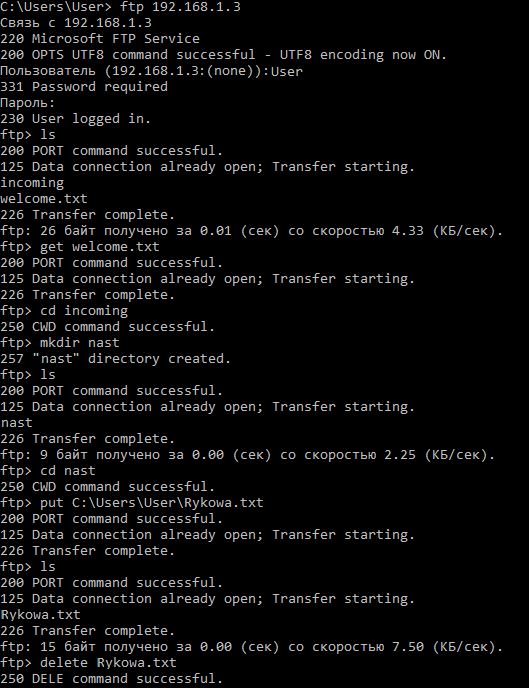 C:\Users\User> ftp 192.168.1.3
Связь с 192.168.1.3
220 Microsoft FTP Service
200 OPTS UTF8 command successful - UTF8 encoding now ON.
Пользователь (192.168.1.3:(none)):User
331 Password required
Пароль:
230 User logged in.
ftp> ls
200 PORT command successful.
125 Data connection already open; Transfer starting.
incoming
welcome.txt
226 Transfer complete.
ftp: 26 байт получено за 0.01 (сек) со скоростью 4.33 (КБ/сек).
ftp> get welcome.txt
200 PORT command successful.
125 Data connection already open; Transfer starting.
226 Transfer complete.
ftp> cd incoming
250 CWD command successful.
ftp> mkdir nast
257 "nast" directory created.
ftp> ls
200 PORT command successful.
125 Data connection already open; Transfer starting.
nast
226 Transfer complete.
ftp: 9 байт получено за 0.00 (сек) со скоростью 2.25 (КБ/сек).
ftp> cd nast
250 CWD command successful.
ftp> put C:\Users\User\Rykowa.txt
200 PORT command successful.
125 Data connection already open; Transfer starting.
226 Transfer complete.
ftp> ls
200 PORT command successful.
125 Data connection already open; Transfer starting.
Rykowa.txt
226 Transfer complete.
ftp: 15 байт получено за 0.00 (сек) со скоростью 7.50 (КБ/сек).
ftp> delete Rykowa.txt
250 DELE command successful.